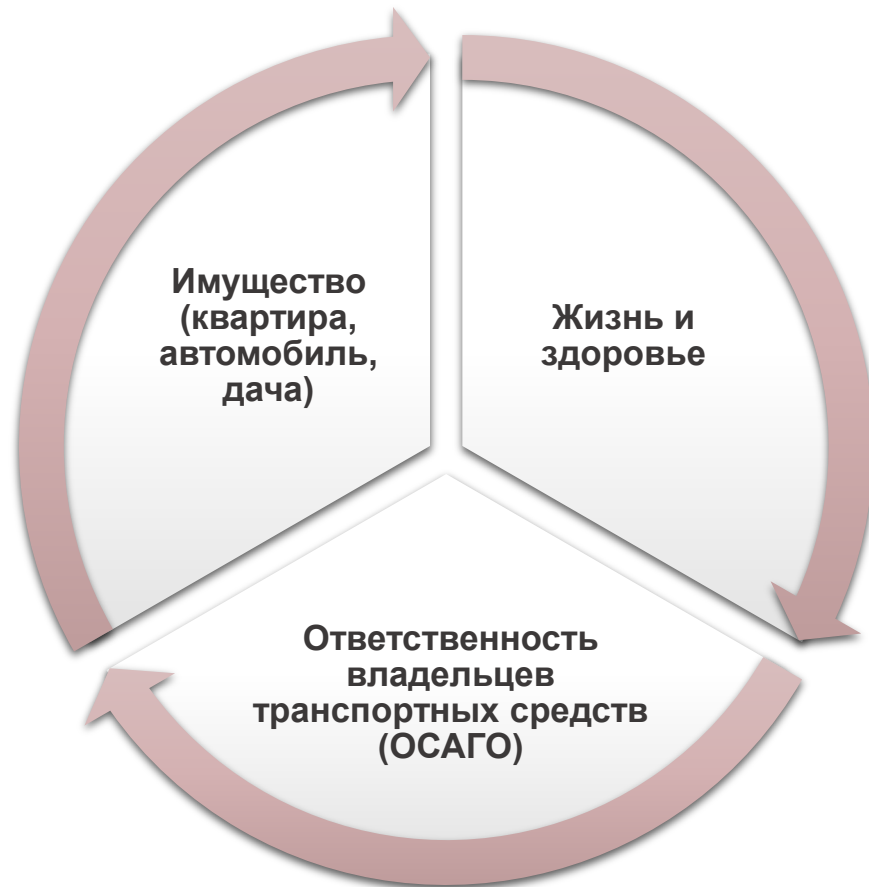 Имущество
(квартира,
автомобиль,
дача)
Жизнь и
здоровье
Ответственность
владельцев
транспортных средств
(ОСАГО)